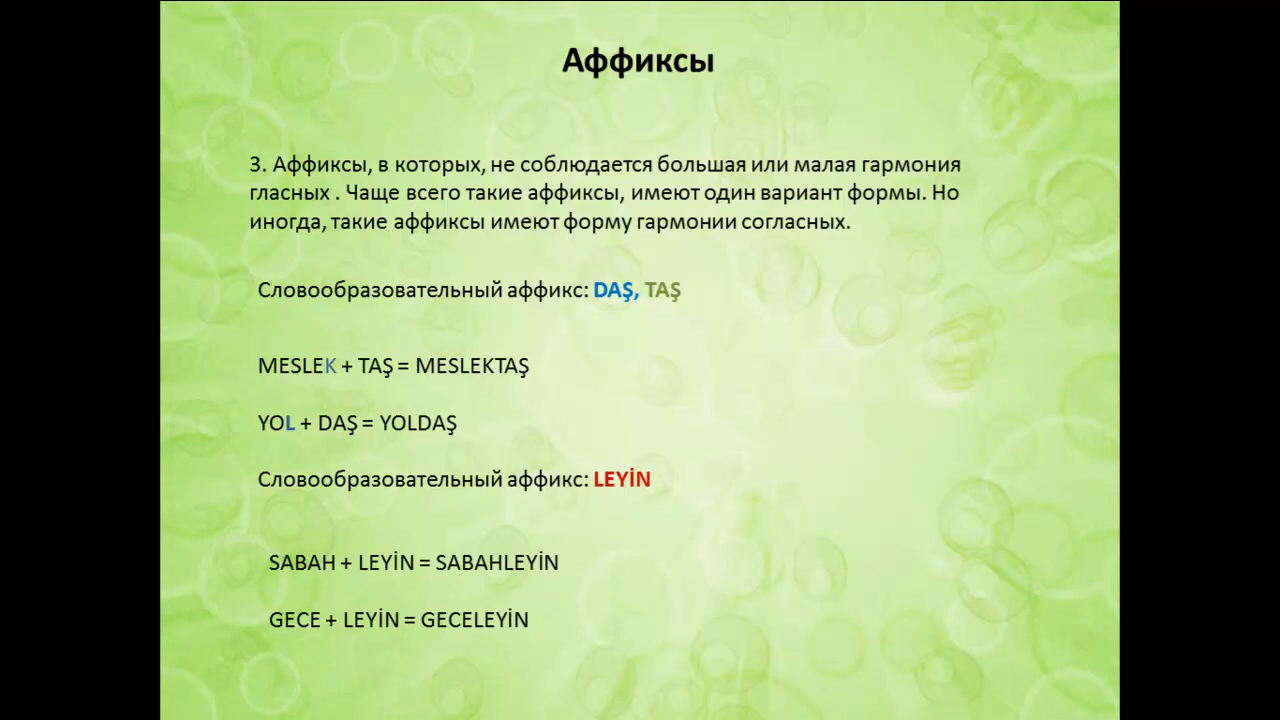 Аффиксы
3. Аффиксы, в которых, не соблюдается большая или малая гармония
гласных . Чаще всего такие аффиксы, имеют один вариант формы. Но
иногда, такие аффиксы имеют форму гармонии согласных.
Словообразовательный аффикс: DAŞ, TAŞ
MESLEK + TAŞ = MESLEKTAŞ
YOL + DAŞ = YOLDAŞ
Словообразовательный аффикс: LEYİN
SABAH + LEYİN = SABAHLEYİN
GECE + LEYİN = GECELEYİN